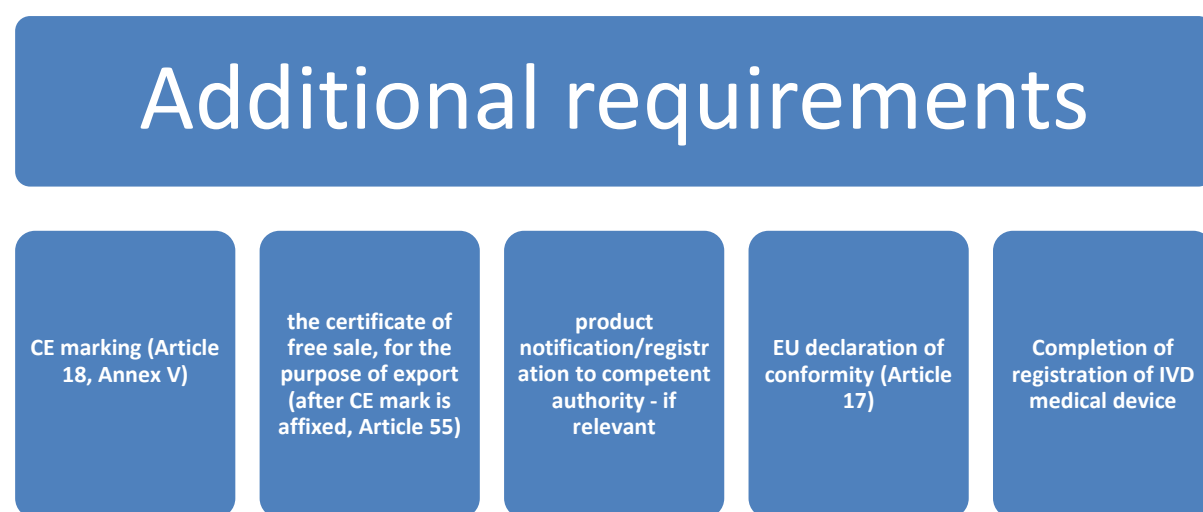 Additional requirements
CE marking (Article
18, Annex V)
the certificate of
free sale, for the
purpose of export
(after CE mark is
affixed, Article 55)
product
notification/registr
ation to competent
authority - if
relevant
EU declaration of
conformity (Article
17)
Completion of
registration of IVD
medical device